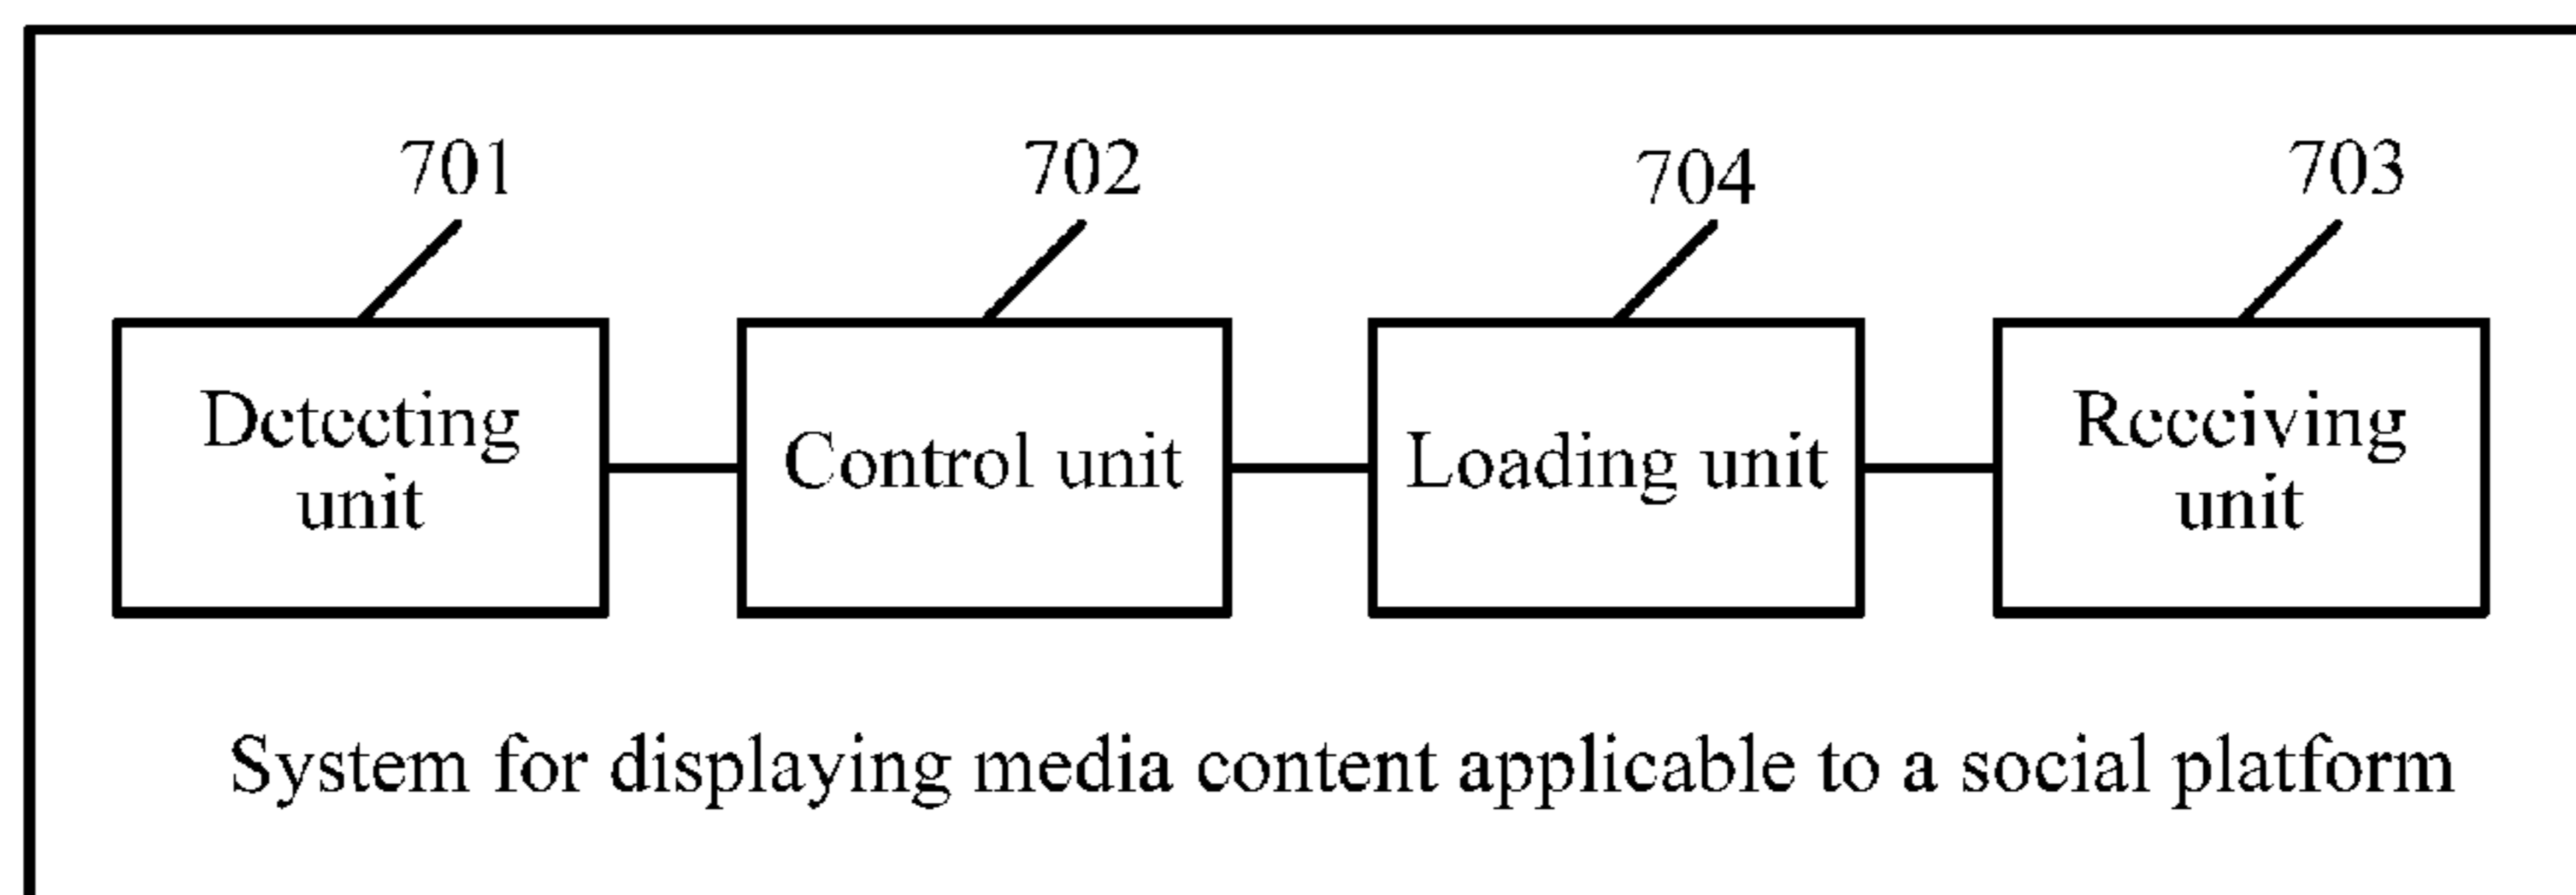 701
702
704
703
Detecting
unit
Control unit
Loading unit
Receiving
unit
System for displaying media content applicable to a social platform